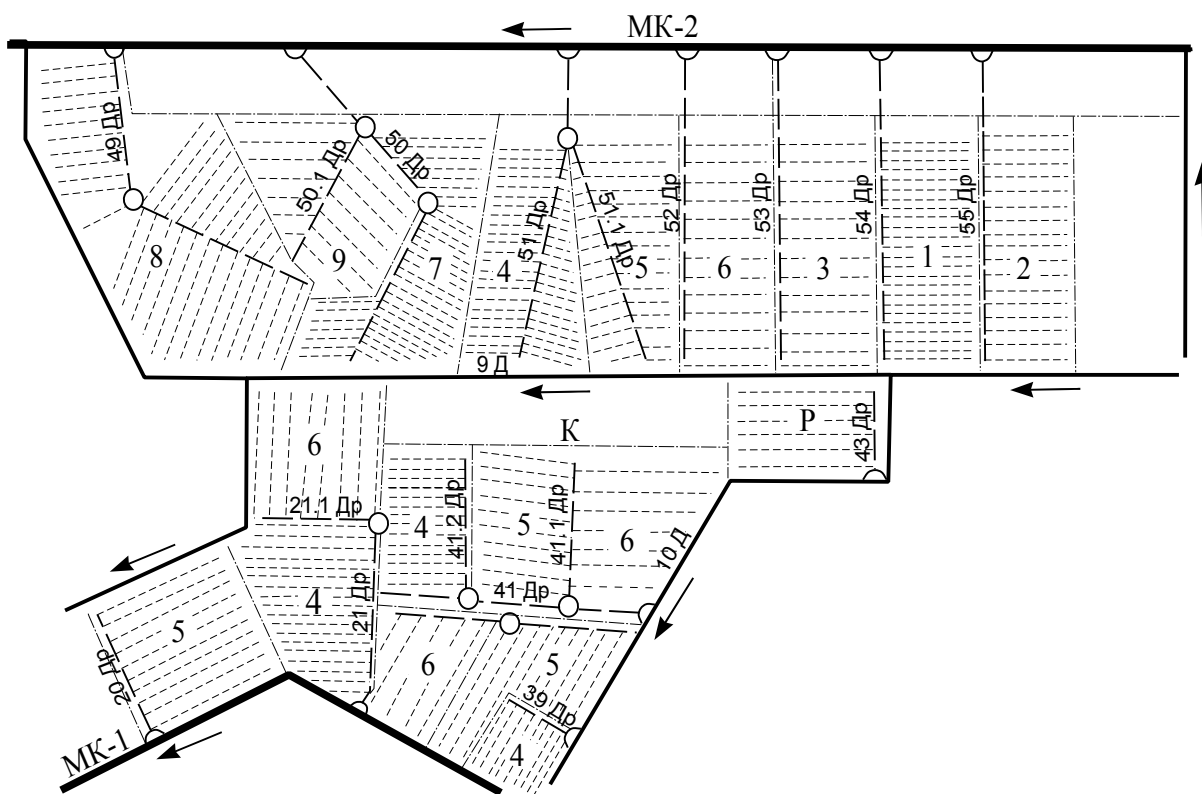 МК-2
49 Др
50.1 Др
50 Др
51 Др
51.1 Др
52 Др
53 Др
54 Др
55 Др
8
9
7
4
5
6
3
1
2
9 Д
К
Р
43 Др
6
21.1 Др
4
41.2 Др
5
41.1 Др
6
10 Д
41 Др
4
21 Др
5
20 Др
6
5
39 Др
4
МК-1